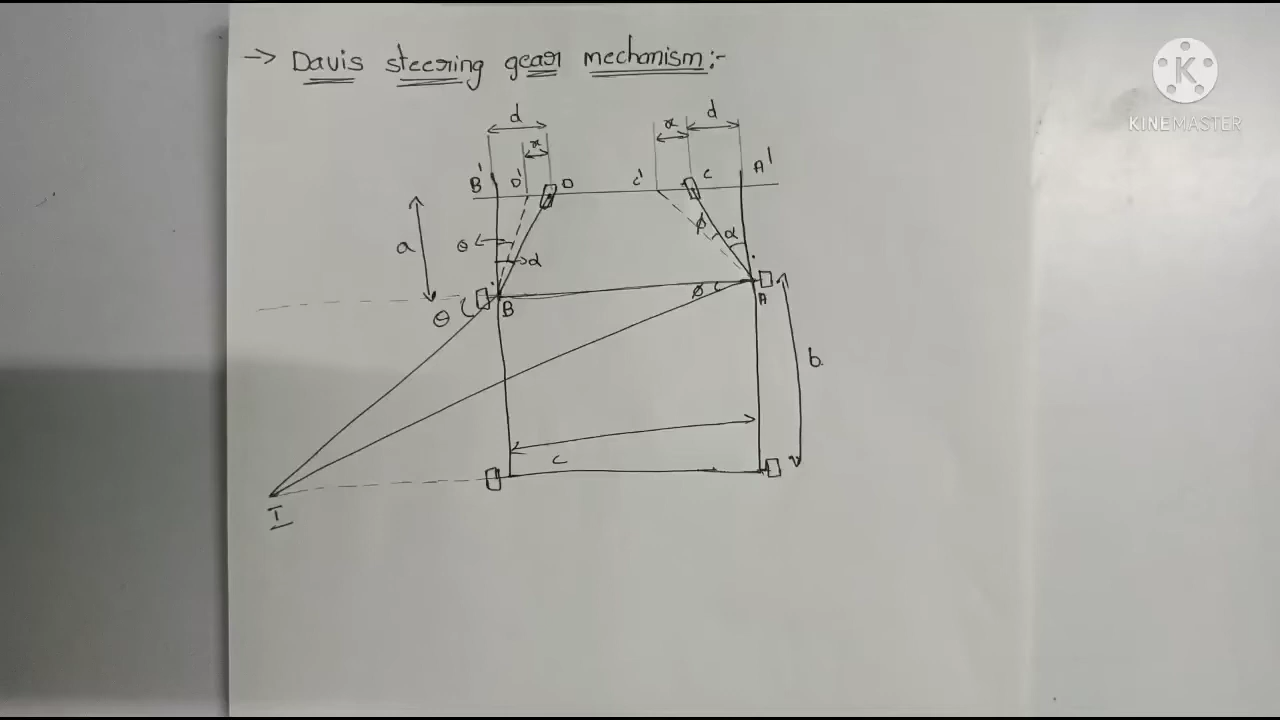 → Davis steering gear mechanism:-
d
x
x
d
B'
D'
D
C'
C
A'
a
θ
α
φ
α
θ
B
φ
A
b
c
I
K
KINEMASTER